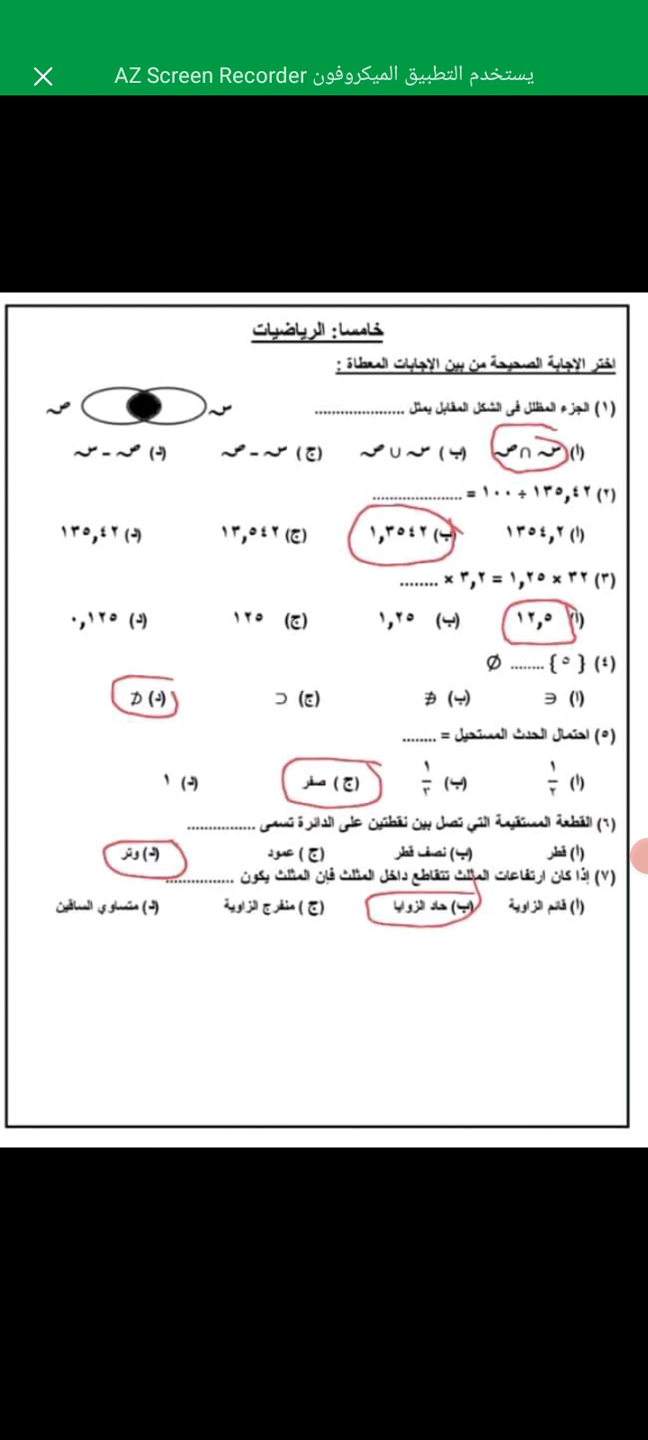 يستخدم التطبيق الميكروفون AZ Screen Recorder
خامسا: الرياضيات
اختر الإجابة الصحيحة من بين الإجابات المعطاة :
(١) الجزء المظلل فى الشكل المقابل يمثل ..................... س ص
(أ) س ∩ ص (ب) س ∪ ص (ج) س - ص (د) ص - س
(٢) ١٣٥,٤٢ ÷ ١٠٠ = .....................
(أ) ١٣٥٤,٢ (ب) ١,٣٥٤٢ (ج) ١٣,٥٤٢ (د) ١٣٥,٤٢
(٣) ٣٢ × ١,٢٥ = ٣,٢ × ........
(أ) ١٢,٥ (ب) ١,٢٥ (ج) ١٢٥ (د) ٠,١٢٥
(٤) { ٥ } ........ Ø
(أ) ∋ (ب) ∌ (ج) ⊃ (د) ⊅
(٥) احتمال الحدث المستحيل = ........
(أ) ١/٢ (ب) ١/٣ (ج) صفر (د) ١
(٦) القطعة المستقيمة التي تصل بين نقطتين على الدائرة تسمى ................
(أ) قطر (ب) نصف قطر (ج) عمود (د) وتر
(٧) إذا كان ارتفاعات المثلث تتقاطع داخل المثلث فإن المثلث يكون ................
(أ) قائم الزاوية (ب) حاد الزوايا (ج) منفرج الزاوية (د) متساوي الساقين